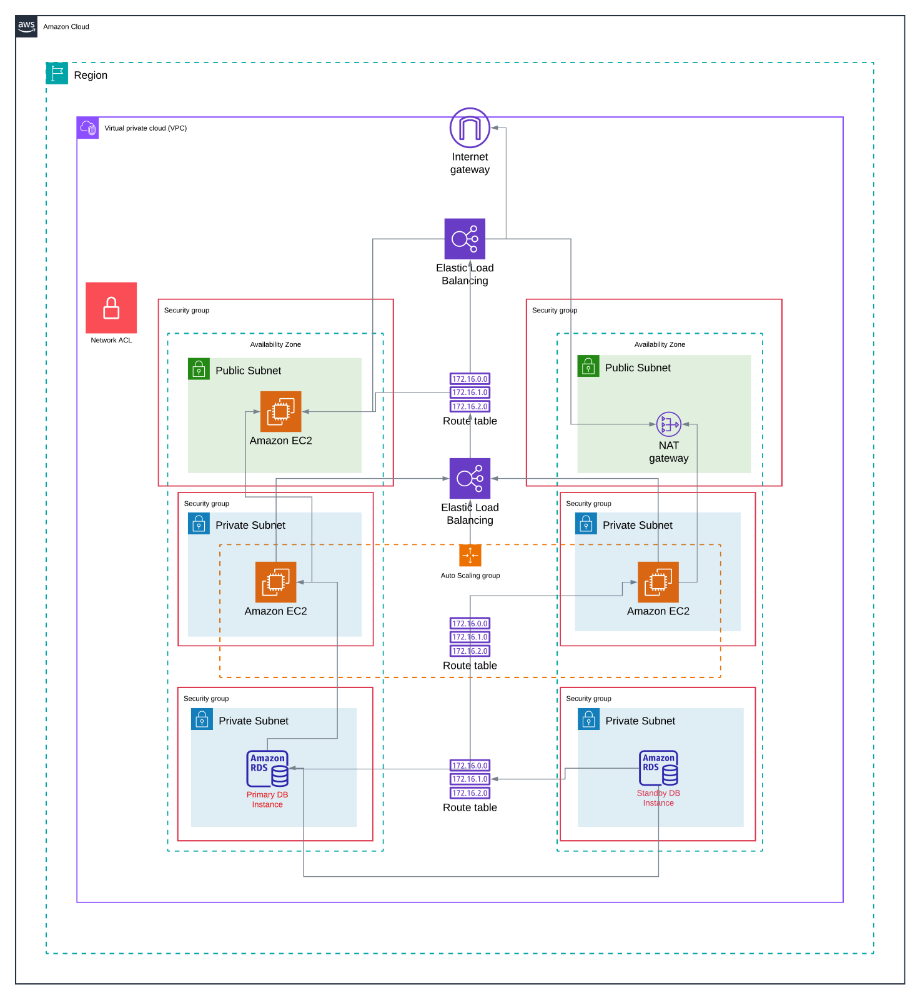 aws
Amazon Cloud
Region
Virtual private cloud (VPC)
Internet
gateway
Elastic Load
Balancing
Network ACL
Security group
Availability Zone
Public Subnet
Amazon EC2
172.16.0.0
172.16.1.0
172.16.2.0
Route table
Security group
Availability Zone
Public Subnet
NAT
gateway
Elastic Load
Balancing
Security group
Private Subnet
Amazon EC2
Auto Scaling group
Security group
Private Subnet
Amazon EC2
172.16.0.0
172.16.1.0
172.16.2.0
Route table
Security group
Private Subnet
Amazon
RDS
Primary DB
Instance
172.16.0.0
172.16.1.0
172.16.2.0
Route table
Security group
Private Subnet
Amazon
RDS
Standby DB
Instance